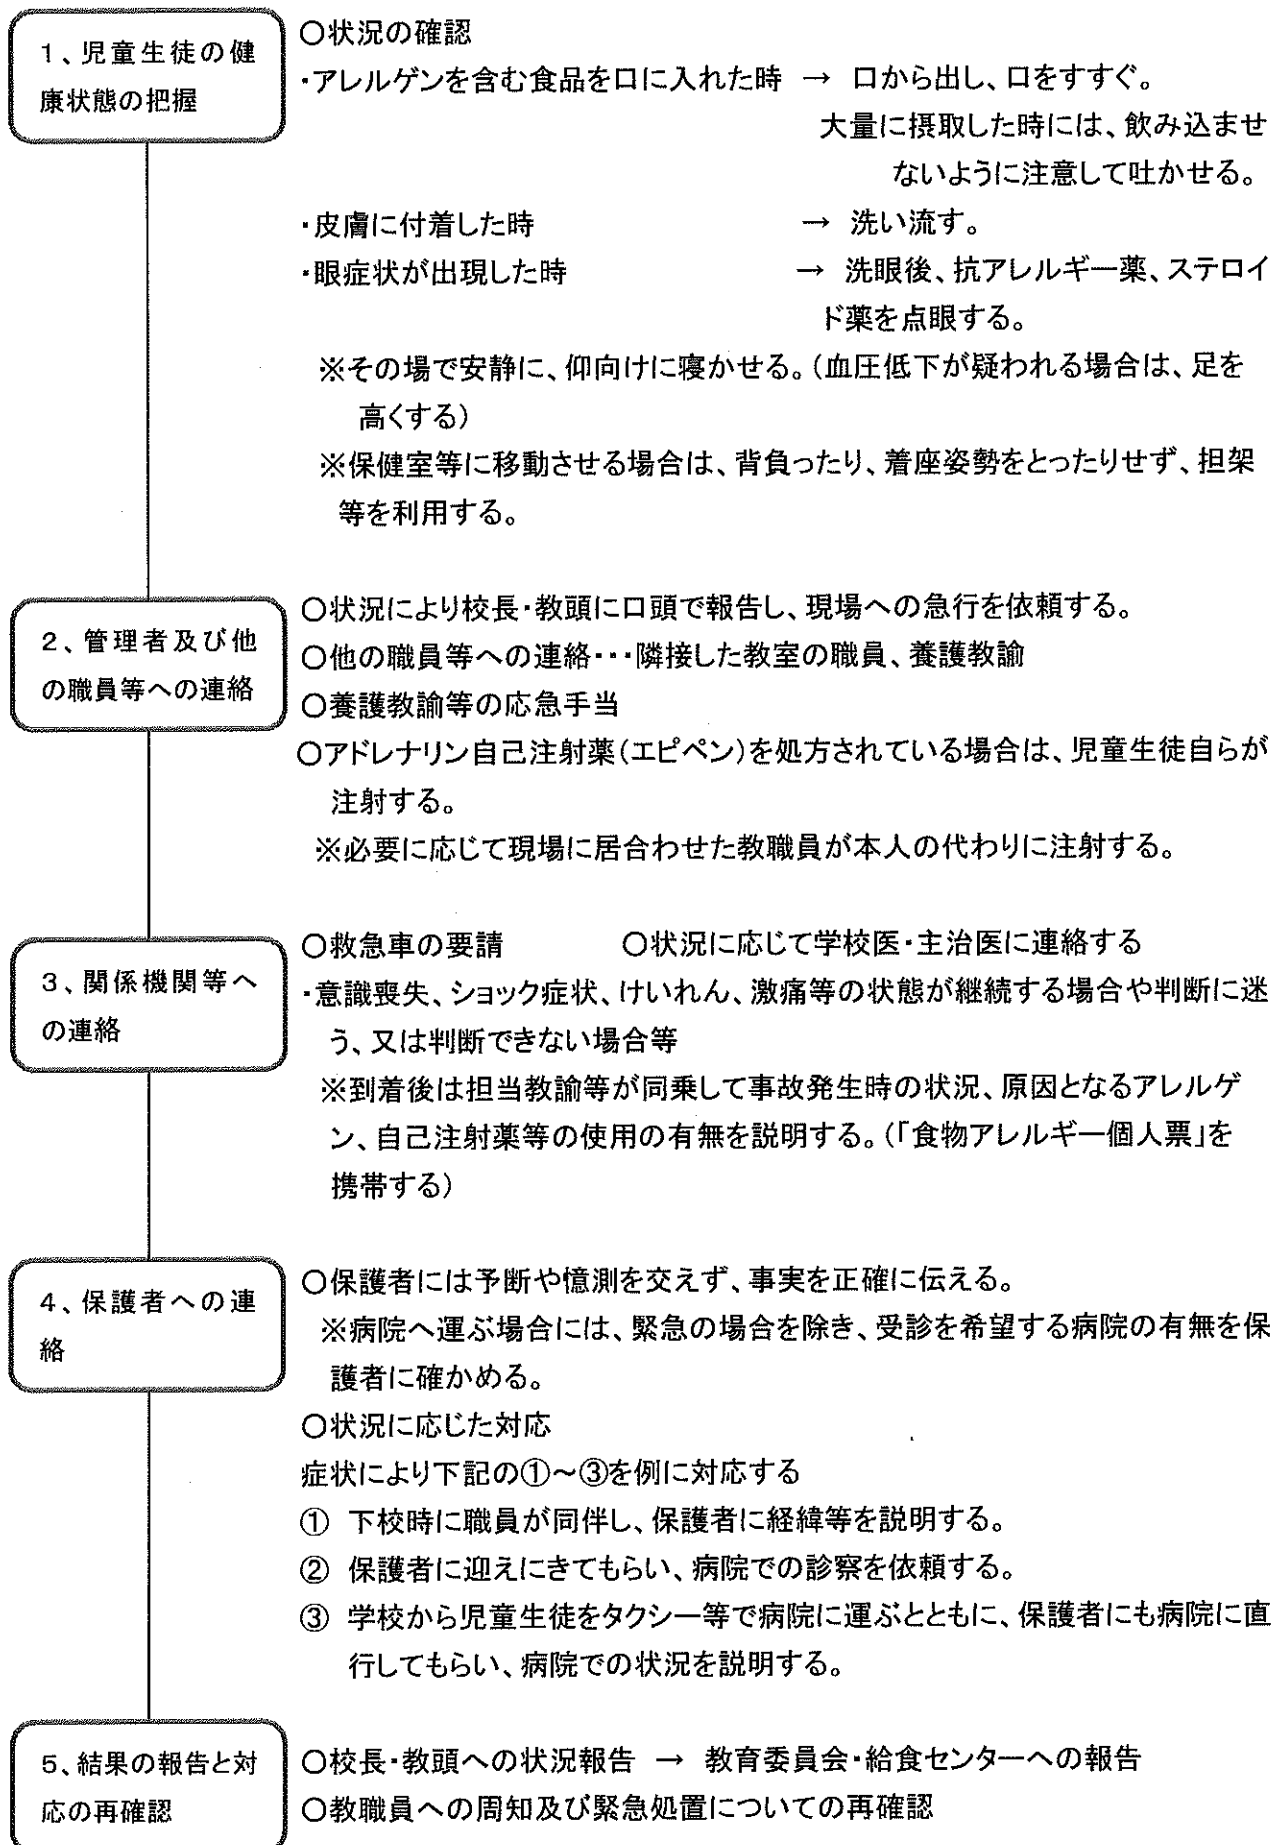 1、児童生徒の健
康状態の把握
○状況の確認
・アレルゲンを含む食品を口に入れた時 → 口から出し、口をすすぐ。
大量に摂取した時には、飲み込ませ
ないように注意して吐かせる。
・皮膚に付着した時 → 洗い流す。
・眼症状が出現した時 → 洗眼後、抗アレルギー薬、ステロイ
ド薬を点眼する。
※その場で安静に、仰向けに寝かせる。(血圧低下が疑われる場合は、足を
高くする)
※保健室等に移動させる場合は、背負ったり、着座姿勢をとったりせず、担架
等を利用する。
2、管理者及び他
の職員等への連絡
○状況により校長・教頭に口頭で報告し、現場への急行を依頼する。
○他の職員等への連絡・・・隣接した教室の職員、養護教諭
○養護教諭等の応急手当
○アドレナリン自己注射薬(エピペン)を処方されている場合は、児童生徒自らが
注射する。
※必要に応じて現場に居合わせた教職員が本人の代わりに注射する。
3、関係機関等へ
の連絡
○救急車の要請 ○状況に応じて学校医・主治医に連絡する
・意識喪失、ショック症状、けいれん、激痛等の状態が継続する場合や判断に迷
う、又は判断できない場合等
※到着後は担当教諭等が同乗して事故発生時の状況、原因となるアレルゲ
ン、自己注射薬等の使用の有無を説明する。(「食物アレルギー個人票」を
携帯する)
4、保護者への連
絡
○保護者には予断や憶測を交えず、事実を正確に伝える。
※病院へ運ぶ場合には、緊急の場合を除き、受診を希望する病院の有無を保
護者に確かめる。
○状況に応じた対応
症状により下記の①～③を例に対応する
① 下校時に職員が同伴し、保護者に経緯等を説明する。
② 保護者に迎えにきてもらい、病院での診察を依頼する。
③ 学校から児童生徒をタクシー等で病院に運ぶとともに、保護者にも病院に直
行してもらい、病院での状況を説明する。
5、結果の報告と対
応の再確認
○校長・教頭への状況報告 → 教育委員会・給食センターへの報告
○教職員への周知及び緊急処置についての再確認